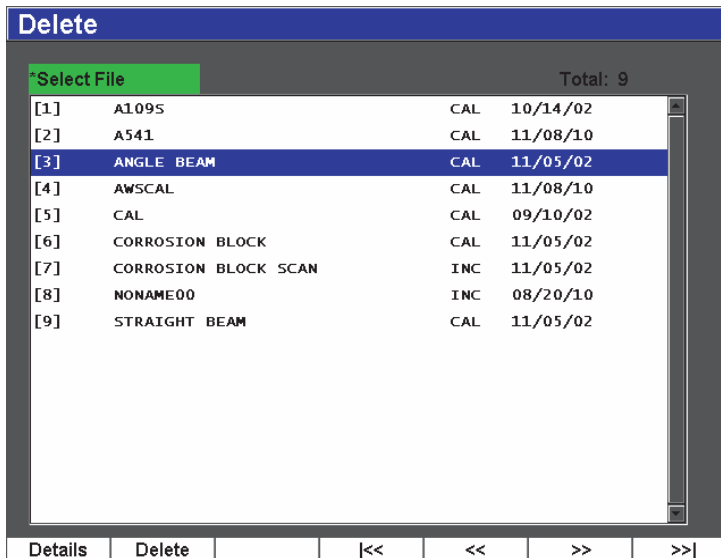 Delete
*Select File Total: 9
[1] A109S CAL 10/14/02
[2] A541 CAL 11/08/10
[3] ANGLE BEAM CAL 11/05/02
[4] AWSCAL CAL 11/08/10
[5] CAL CAL 09/10/02
[6] CORROSION BLOCK CAL 11/05/02
[7] CORROSION BLOCK SCAN INC 11/05/02
[8] NONAME00 INC 08/20/10
[9] STRAIGHT BEAM CAL 11/05/02
Details Delete |<< << >> >>|